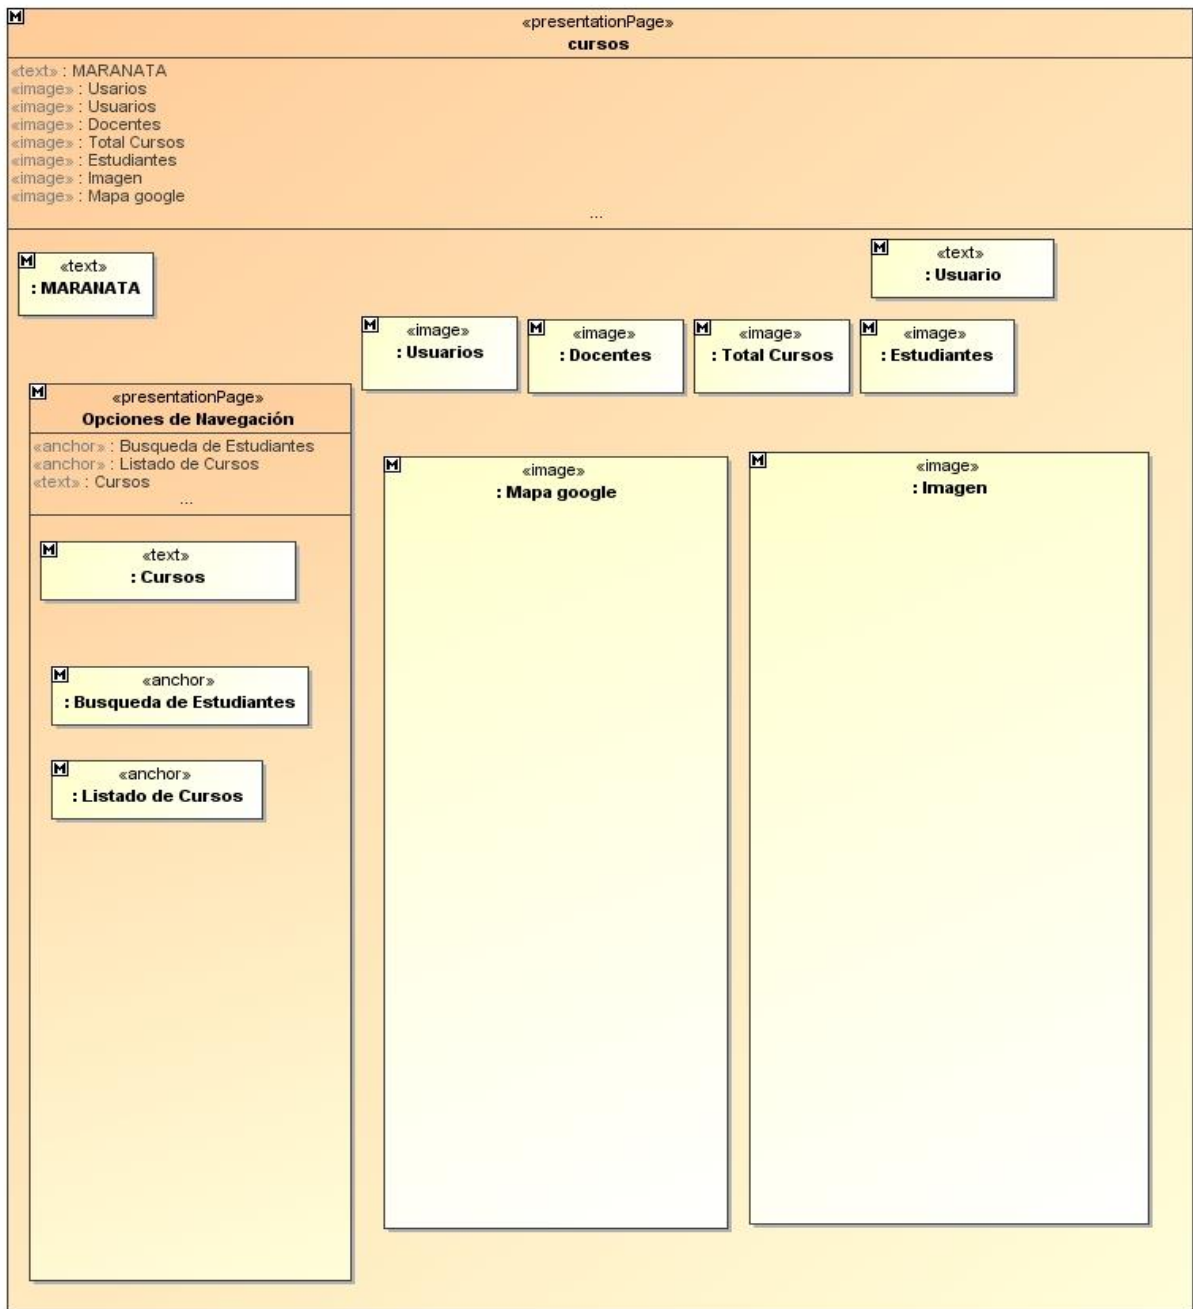 «presentationPage»
cursos
«text» : MARANATA
«image» : Usarios
«image» : Usuarios
«image» : Docentes
«image» : Total Cursos
«image» : Estudiantes
«image» : Imagen
«image» : Mapa google
...
«text»
: MARANATA
«text»
: Usuario
«image»
: Usuarios
«image»
: Docentes
«image»
: Total Cursos
«image»
: Estudiantes
«presentationPage»
Opciones de Navegación
«anchor» : Busqueda de Estudiantes
«anchor» : Listado de Cursos
«text» : Cursos
...
«text»
: Cursos
«anchor»
: Busqueda de Estudiantes
«anchor»
: Listado de Cursos
«image»
: Mapa google
«image»
: Imagen